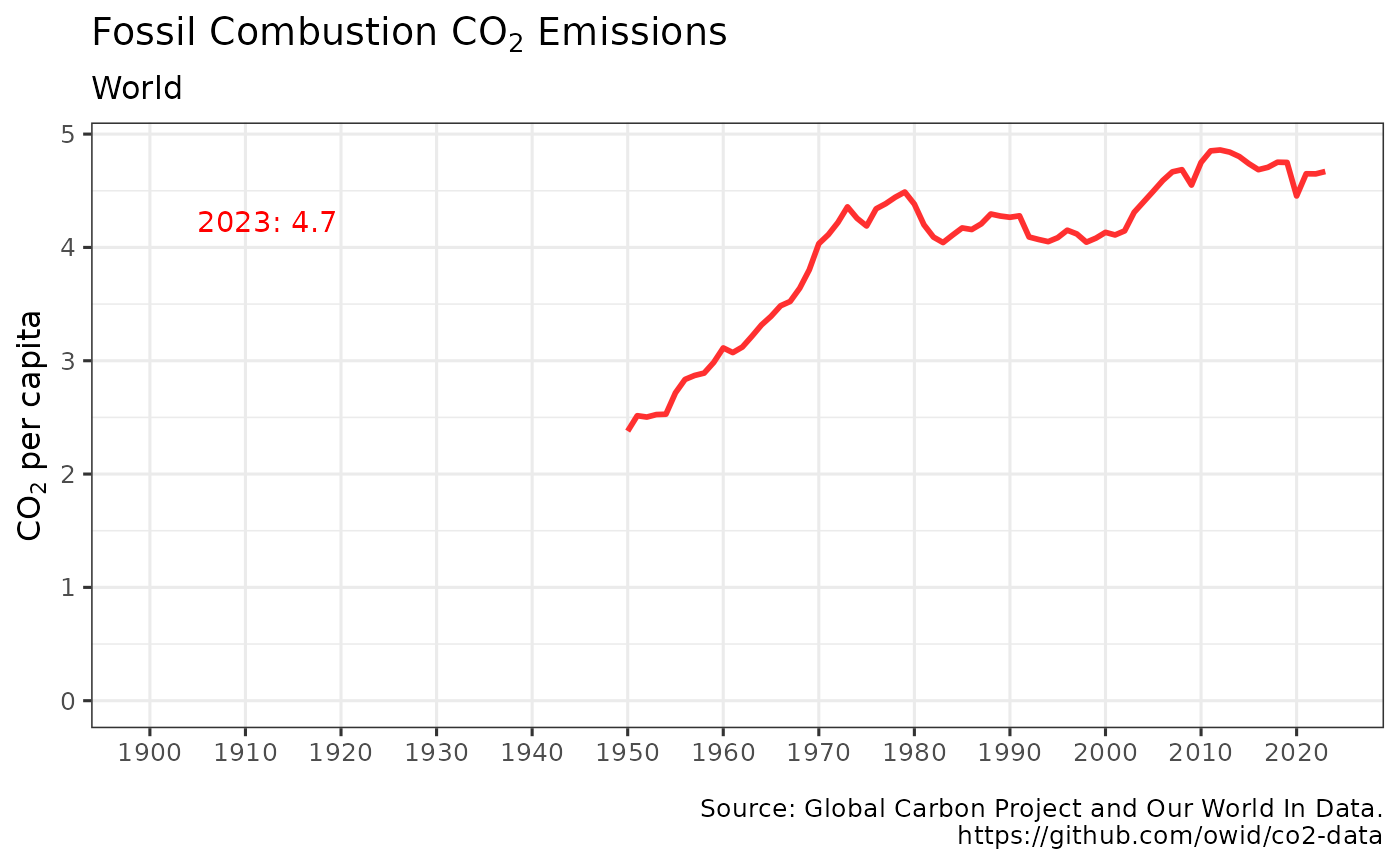 Fossil Combustion CO₂ Emissions
World
5
4
3
2
1
0
2023: 4.7
CO₂ per capita
1900 1910 1920 1930 1940 1950 1960 1970 1980 1990 2000 2010 2020
Source: Global Carbon Project and Our World In Data.
https://github.com/owid/co2-data